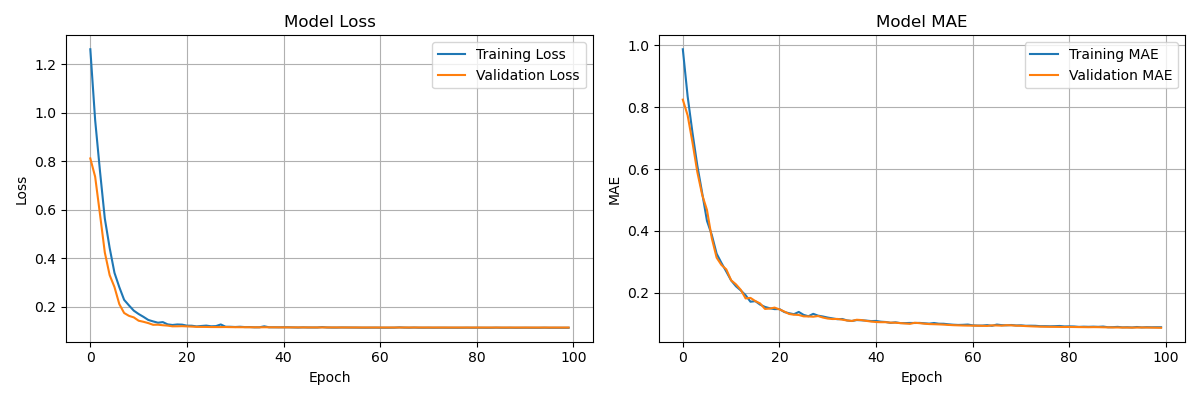 Model Loss
Training Loss
Validation Loss
1.2
1.0
0.8
0.6
0.4
0.2
Loss
0 20 40 60 80 100
Epoch
Model MAE
Training MAE
Validation MAE
1.0
0.8
0.6
0.4
0.2
MAE
0 20 40 60 80 100
Epoch